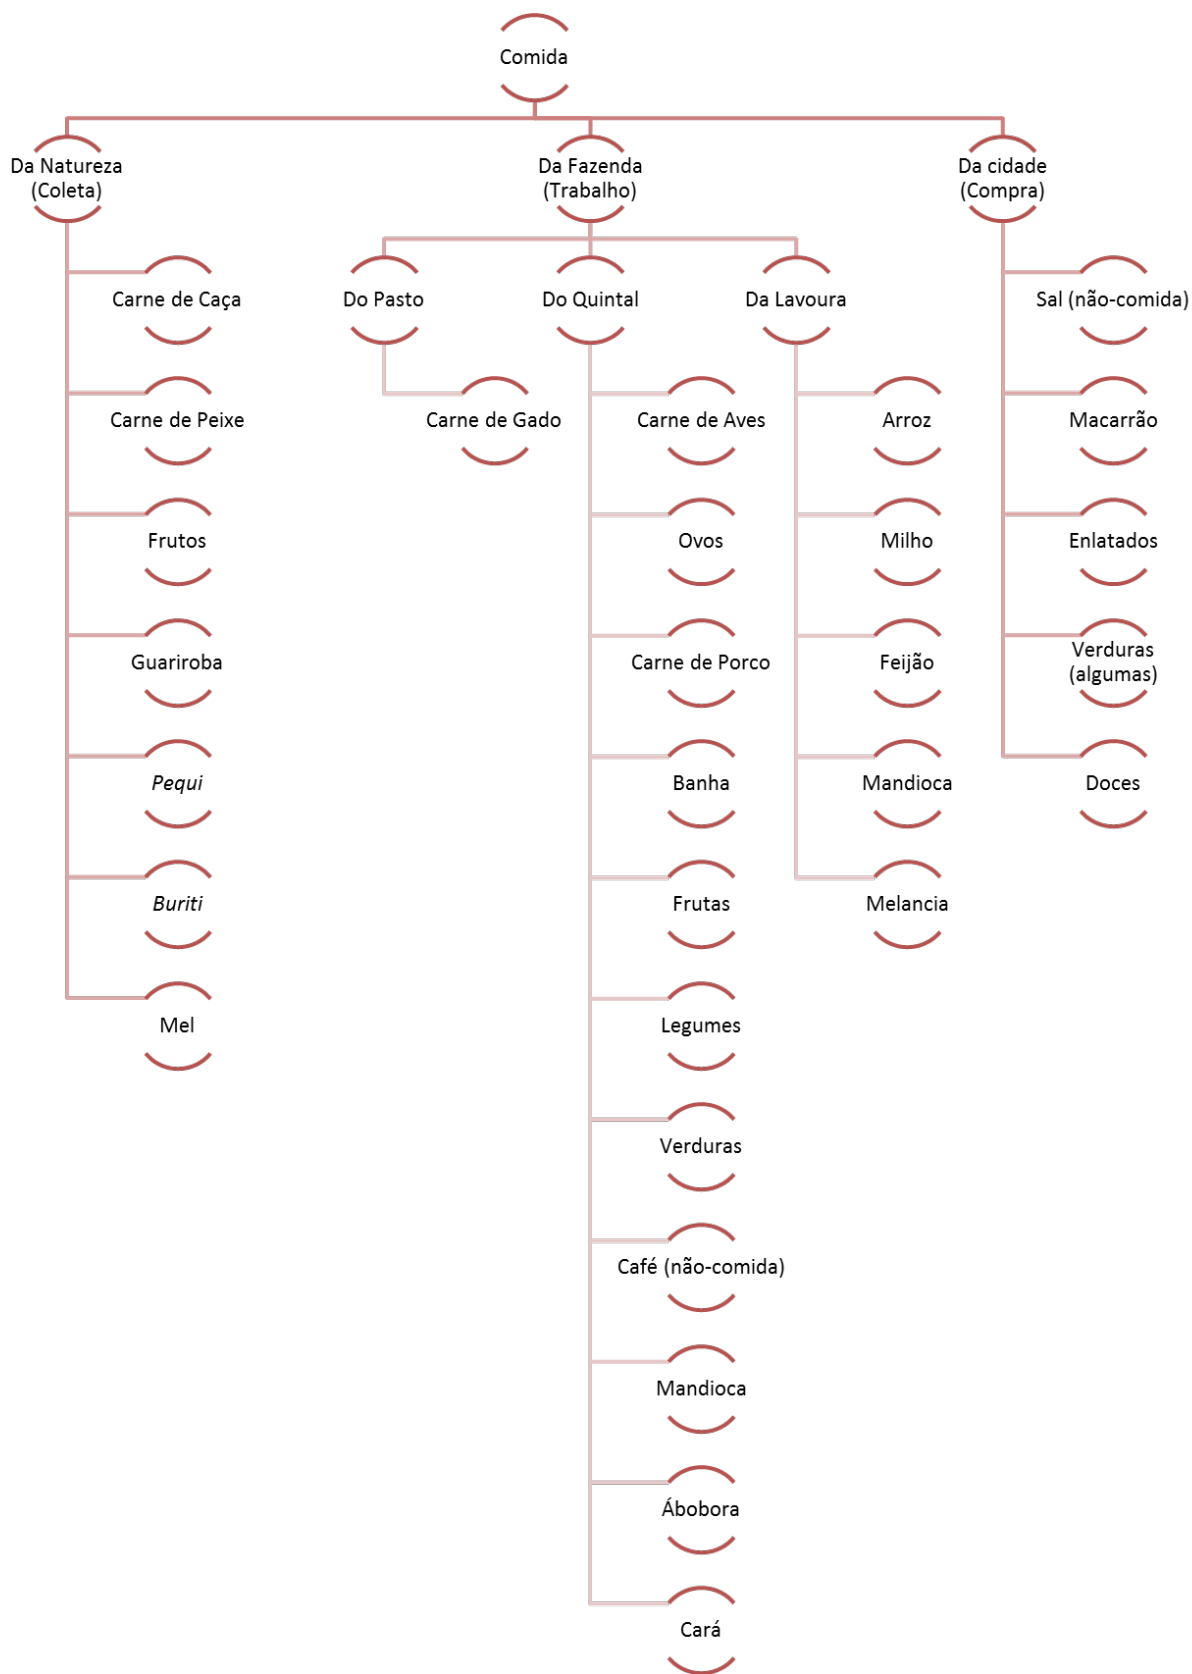 Comida
Da Natureza
(Coleta)
Da Fazenda
(Trabalho)
Da cidade
(Compra)
Carne de Caça
Carne de Peixe
Frutos
Guariroba
Pequi
Buriti
Mel
Do Pasto
Carne de Gado
Do Quintal
Carne de Aves
Ovos
Carne de Porco
Banha
Frutas
Legumes
Verduras
Café (não-comida)
Mandioca
Ábobora
Cará
Da Lavoura
Arroz
Milho
Feijão
Mandioca
Melancia
Sal (não-comida)
Macarrão
Enlatados
Verduras
(algumas)
Doces